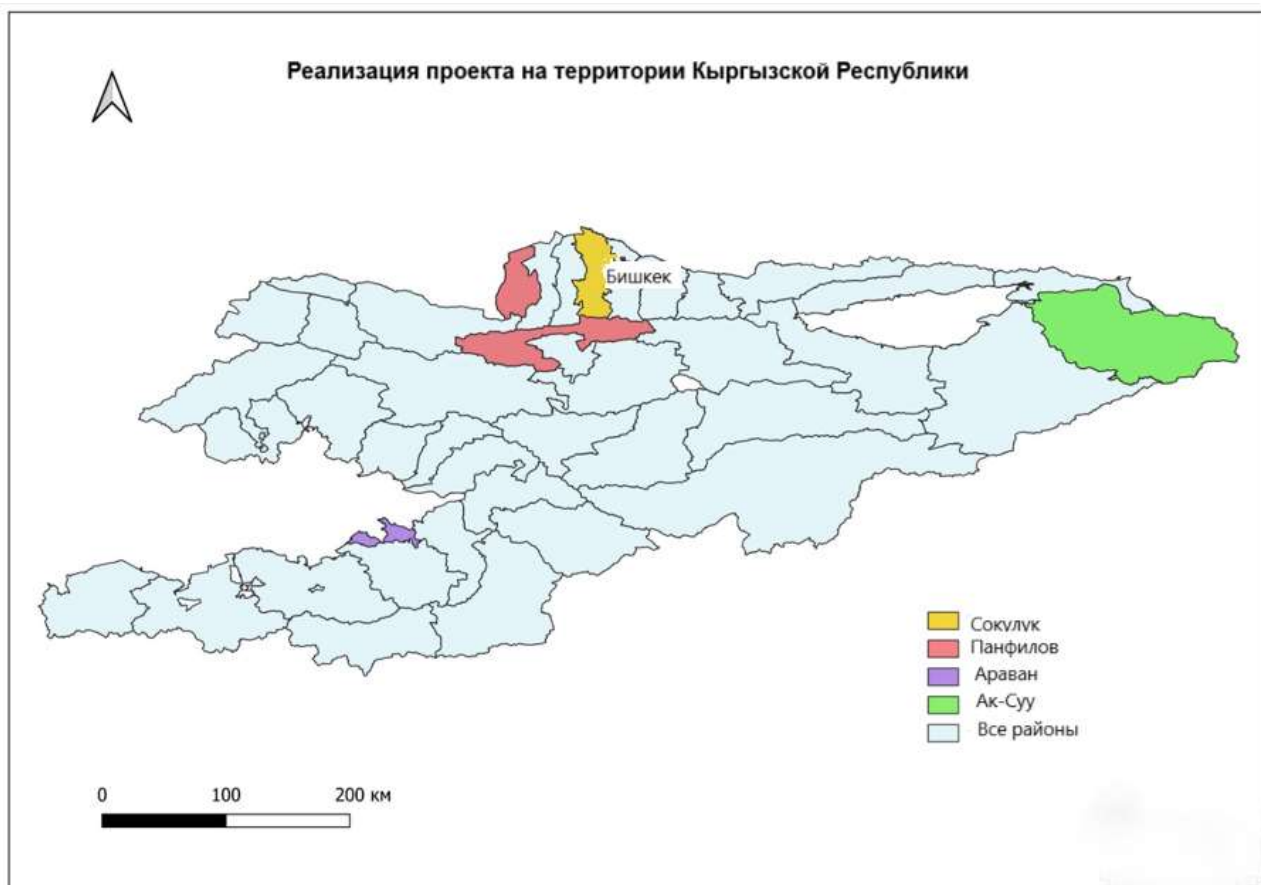 Реализация проекта на территории Кыргызской Республики
Бишкек
Сокулук
Панфилов
Араван
Ак-Суу
Все районы
0 100 200 км